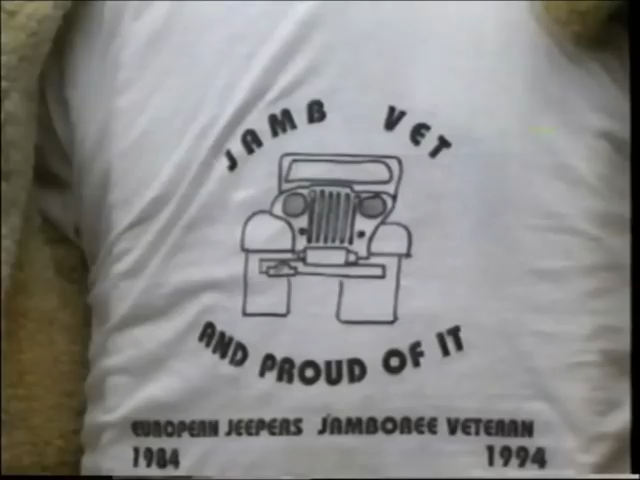 JAMB VET
AND PROUD OF IT
EUROPEAN JEEPERS JAMBOREE VETERAN
1984 1994